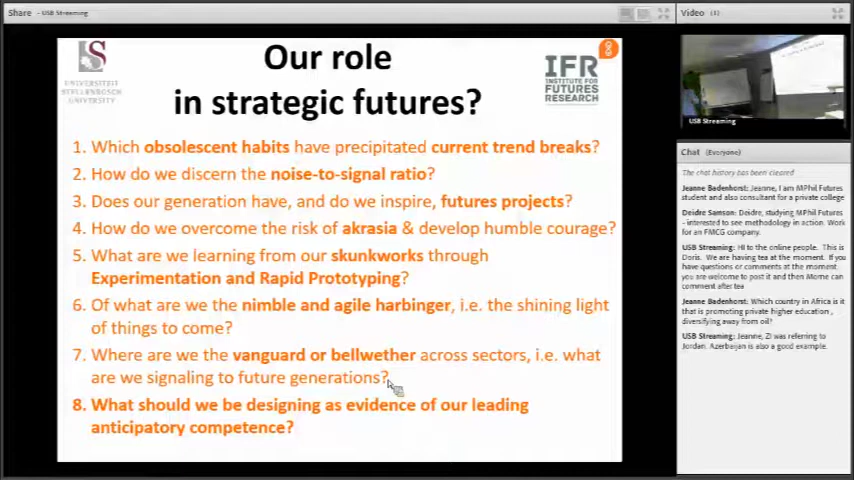 Share - USB Streaming
Our role
in strategic futures?
UNIVERSITEIT
STELLENBOSCH
UNIVERSITY
IFR
INSTITUTE FOR
FUTURES
RESEARCH
1. Which obsolescent habits have precipitated current trend breaks?
2. How do we discern the noise-to-signal ratio?
3. Does our generation have, and do we inspire, futures projects?
4. How do we overcome the risk of akrasia & develop humble courage?
5. What are we learning from our skunkworks through
Experimentation and Rapid Prototyping?
6. Of what are we the nimble and agile harbinger, i.e. the shining light
of things to come?
7. Where are we the vanguard or bellwether across sectors, i.e. what
are we signaling to future generations?
8. What should we be designing as evidence of our leading
anticipatory competence?
Video (1)
USB Streaming
Chat (Everyone)
The chat history has been cleared
Jeanne Badenhorst: Jeanne, I am MPhil Futures
student and also consultant for a private college
Deidre Samson: Deidre, studying MPhil Futures
- interested to see methodology in action. Work
for an FMCG company.
USB Streaming: HI to the online people. This is
Doris. We are having tea at the moment. If you
have questions or comments at the moment
you are welcome to post it and then Morne can
comment after tea
Jeanne Badenhorst: Which country in Africa is it
that is promoting private higher education ,
diversifying away from oil?
USB Streaming: Jeanne, ZI was referring to
Jordan. Azerbaijan is also a good example.